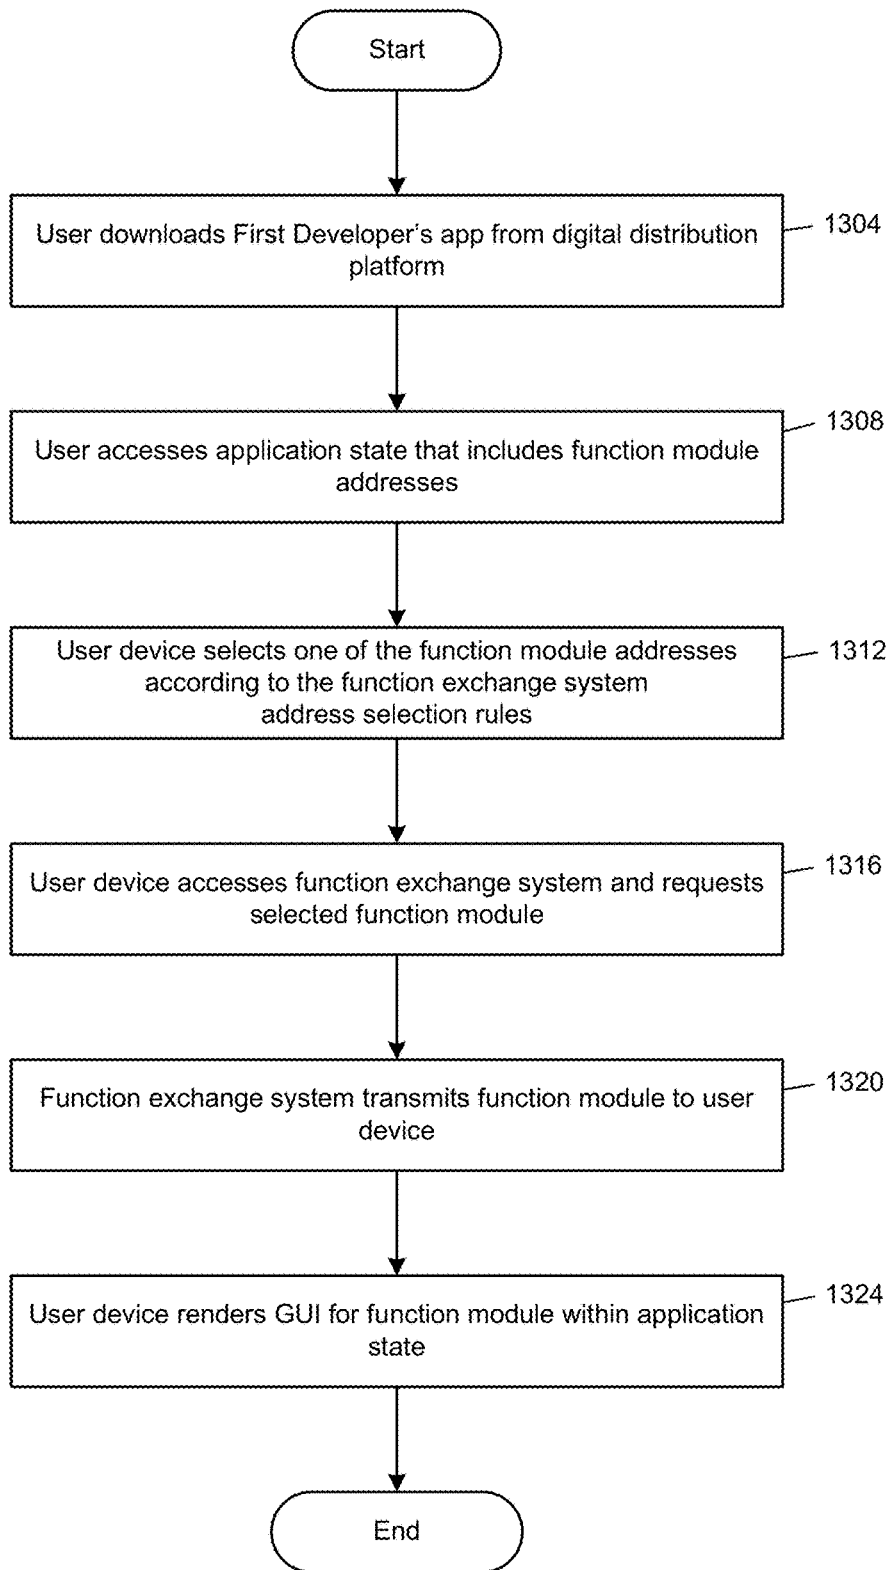 Start
User downloads First Developer's app from digital distribution
platform
1304
User accesses application state that includes function module
addresses
1308
User device selects one of the function module addresses
according to the function exchange system
address selection rules
1312
User device accesses function exchange system and requests
selected function module
1316
Function exchange system transmits function module to user
device
1320
User device renders GUI for function module within application
state
1324
End